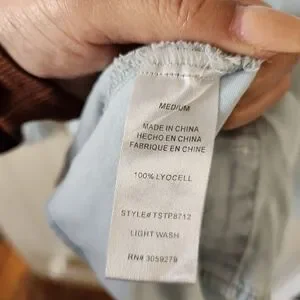 MEDIUM
MADE IN CHINA
HECHO EN CHINA
FABRIQUE EN CHINE
100% LYOCELL
STYLE# TSTP8712
LIGHT WASH
RN# 3059279